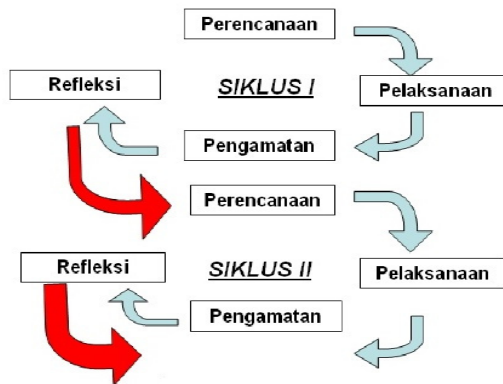 Perencanaan
Refleksi
SIKLUS I
Pelaksanaan
Pengamatan
Perencanaan
Refleksi
SIKLUS II
Pelaksanaan
Pengamatan